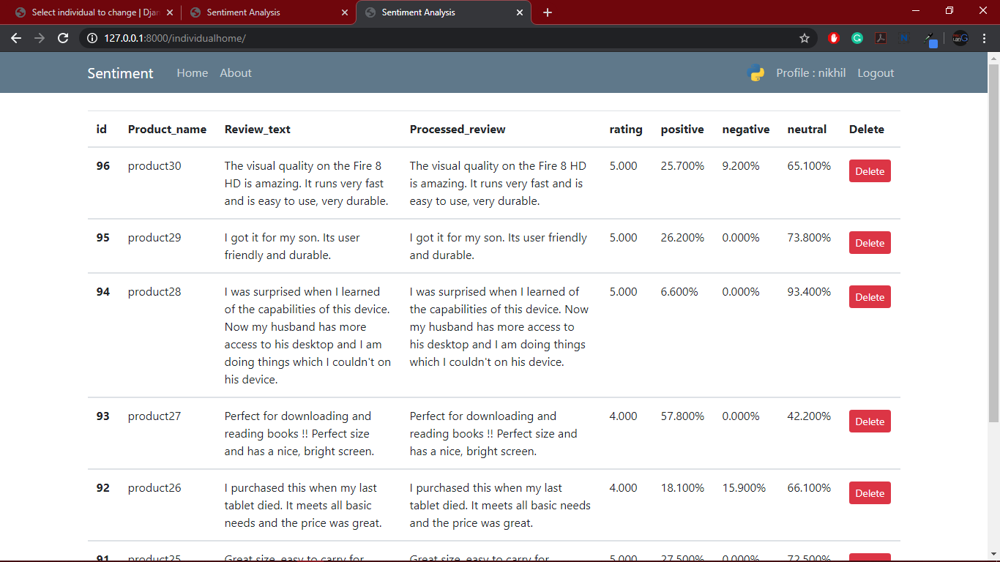 Select individual to change | Djan
Sentiment Analysis
Sentiment Analysis
127.0.0.1:8000/individualhome/
Sentiment Home About Profile : nikhil Logout
id Product_name Review_text Processed_review rating positive negative neutral Delete
96 product30 The visual quality on the Fire 8 The visual quality on the Fire 8 HD 5.000 25.700% 9.200% 65.100% Delete
HD is amazing. It runs very fast is amazing. It runs very fast and is
and is easy to use, very durable. easy to use, very durable.
95 product29 I got it for my son. Its user I got it for my son. Its user friendly 5.000 26.200% 0.000% 73.800% Delete
friendly and durable. and durable.
94 product28 I was surprised when I learned I was surprised when I learned of 5.000 6.600% 0.000% 93.400% Delete
of the capabilities of this device. the capabilities of this device. Now
Now my husband has more my husband has more access to
access to his desktop and I am his desktop and I am doing things
doing things which I couldn't on which I couldn't on his device.
his device.
93 product27 Perfect for downloading and Perfect for downloading and 4.000 57.800% 0.000% 42.200% Delete
reading books !! Perfect size reading books !! Perfect size and
and has a nice, bright screen. has a nice, bright screen.
92 product26 I purchased this when my last I purchased this when my last 4.000 18.100% 15.900% 66.100% Delete
tablet died. It meets all basic tablet died. It meets all basic needs
needs and the price was great. and the price was great.
91 product25 Great size, easy to carry for Great size, easy to carry for 5.000 27.500% 0.000% 72.500%